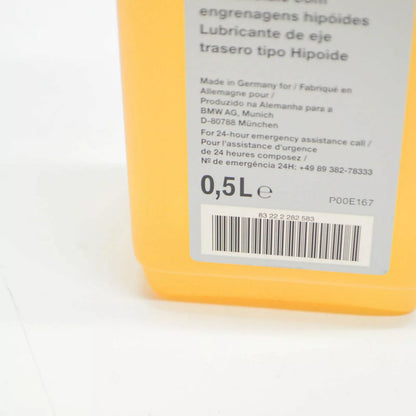 engrenagens hipóides
Lubricante de eje
trasero tipo Hipoide
Made in Germany for / Fabriqué en
Allemagne pour /
Produzido na Alemanha para a
BMW AG, Munich
D-80788 München
For 24-hour emergency assistance call /
Pour l'assistance d'urgence
de 24 heures composez /
Nº de emergência 24H: +49 89 382-78333
0,5L ℮
P00E167
83 22 2 282 583